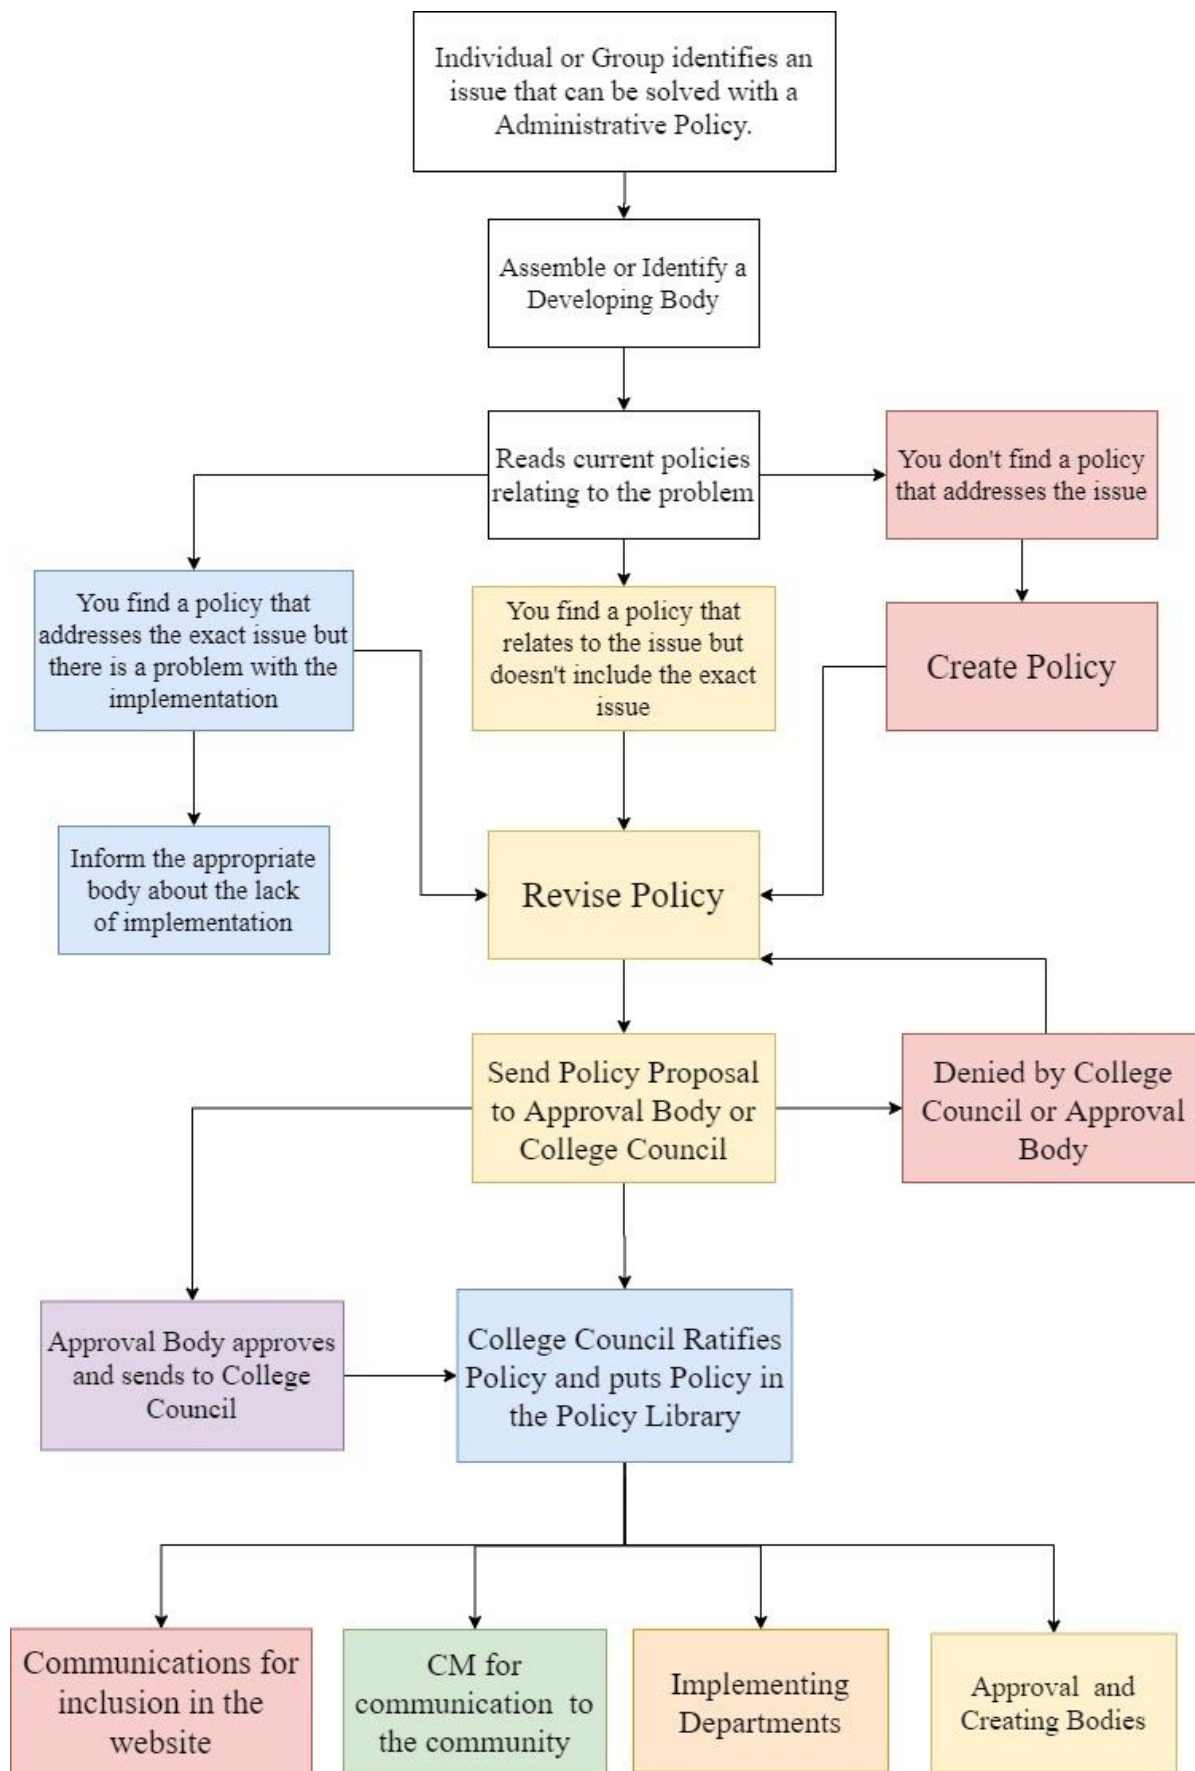 Individual or Group identifies an
issue that can be solved with a
Administrative Policy.
Assemble or Identify a
Developing Body
Reads current policies
relating to the problem
You don't find a policy
that addresses the issue
You find a policy that
addresses the exact issue but
there is a problem with the
implementation
You find a policy that
relates to the issue but
doesn't include the exact
issue
Create Policy
Inform the appropriate
body about the lack
of implementation
Revise Policy
Send Policy Proposal
to Approval Body or
College Council
Denied by College
Council or Approval
Body
Approval Body approves
and sends to College
Council
College Council Ratifies
Policy and puts Policy in
the Policy Library
Communications for
inclusion in the
website
CM for
communication to
the community
Implementing
Departments
Approval and
Creating Bodies